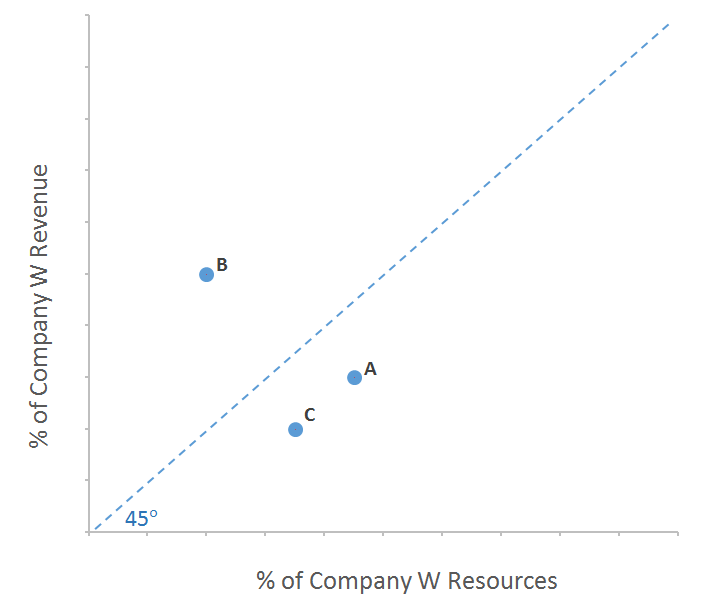 % of Company W Revenue
B
A
C
45°
% of Company W Resources